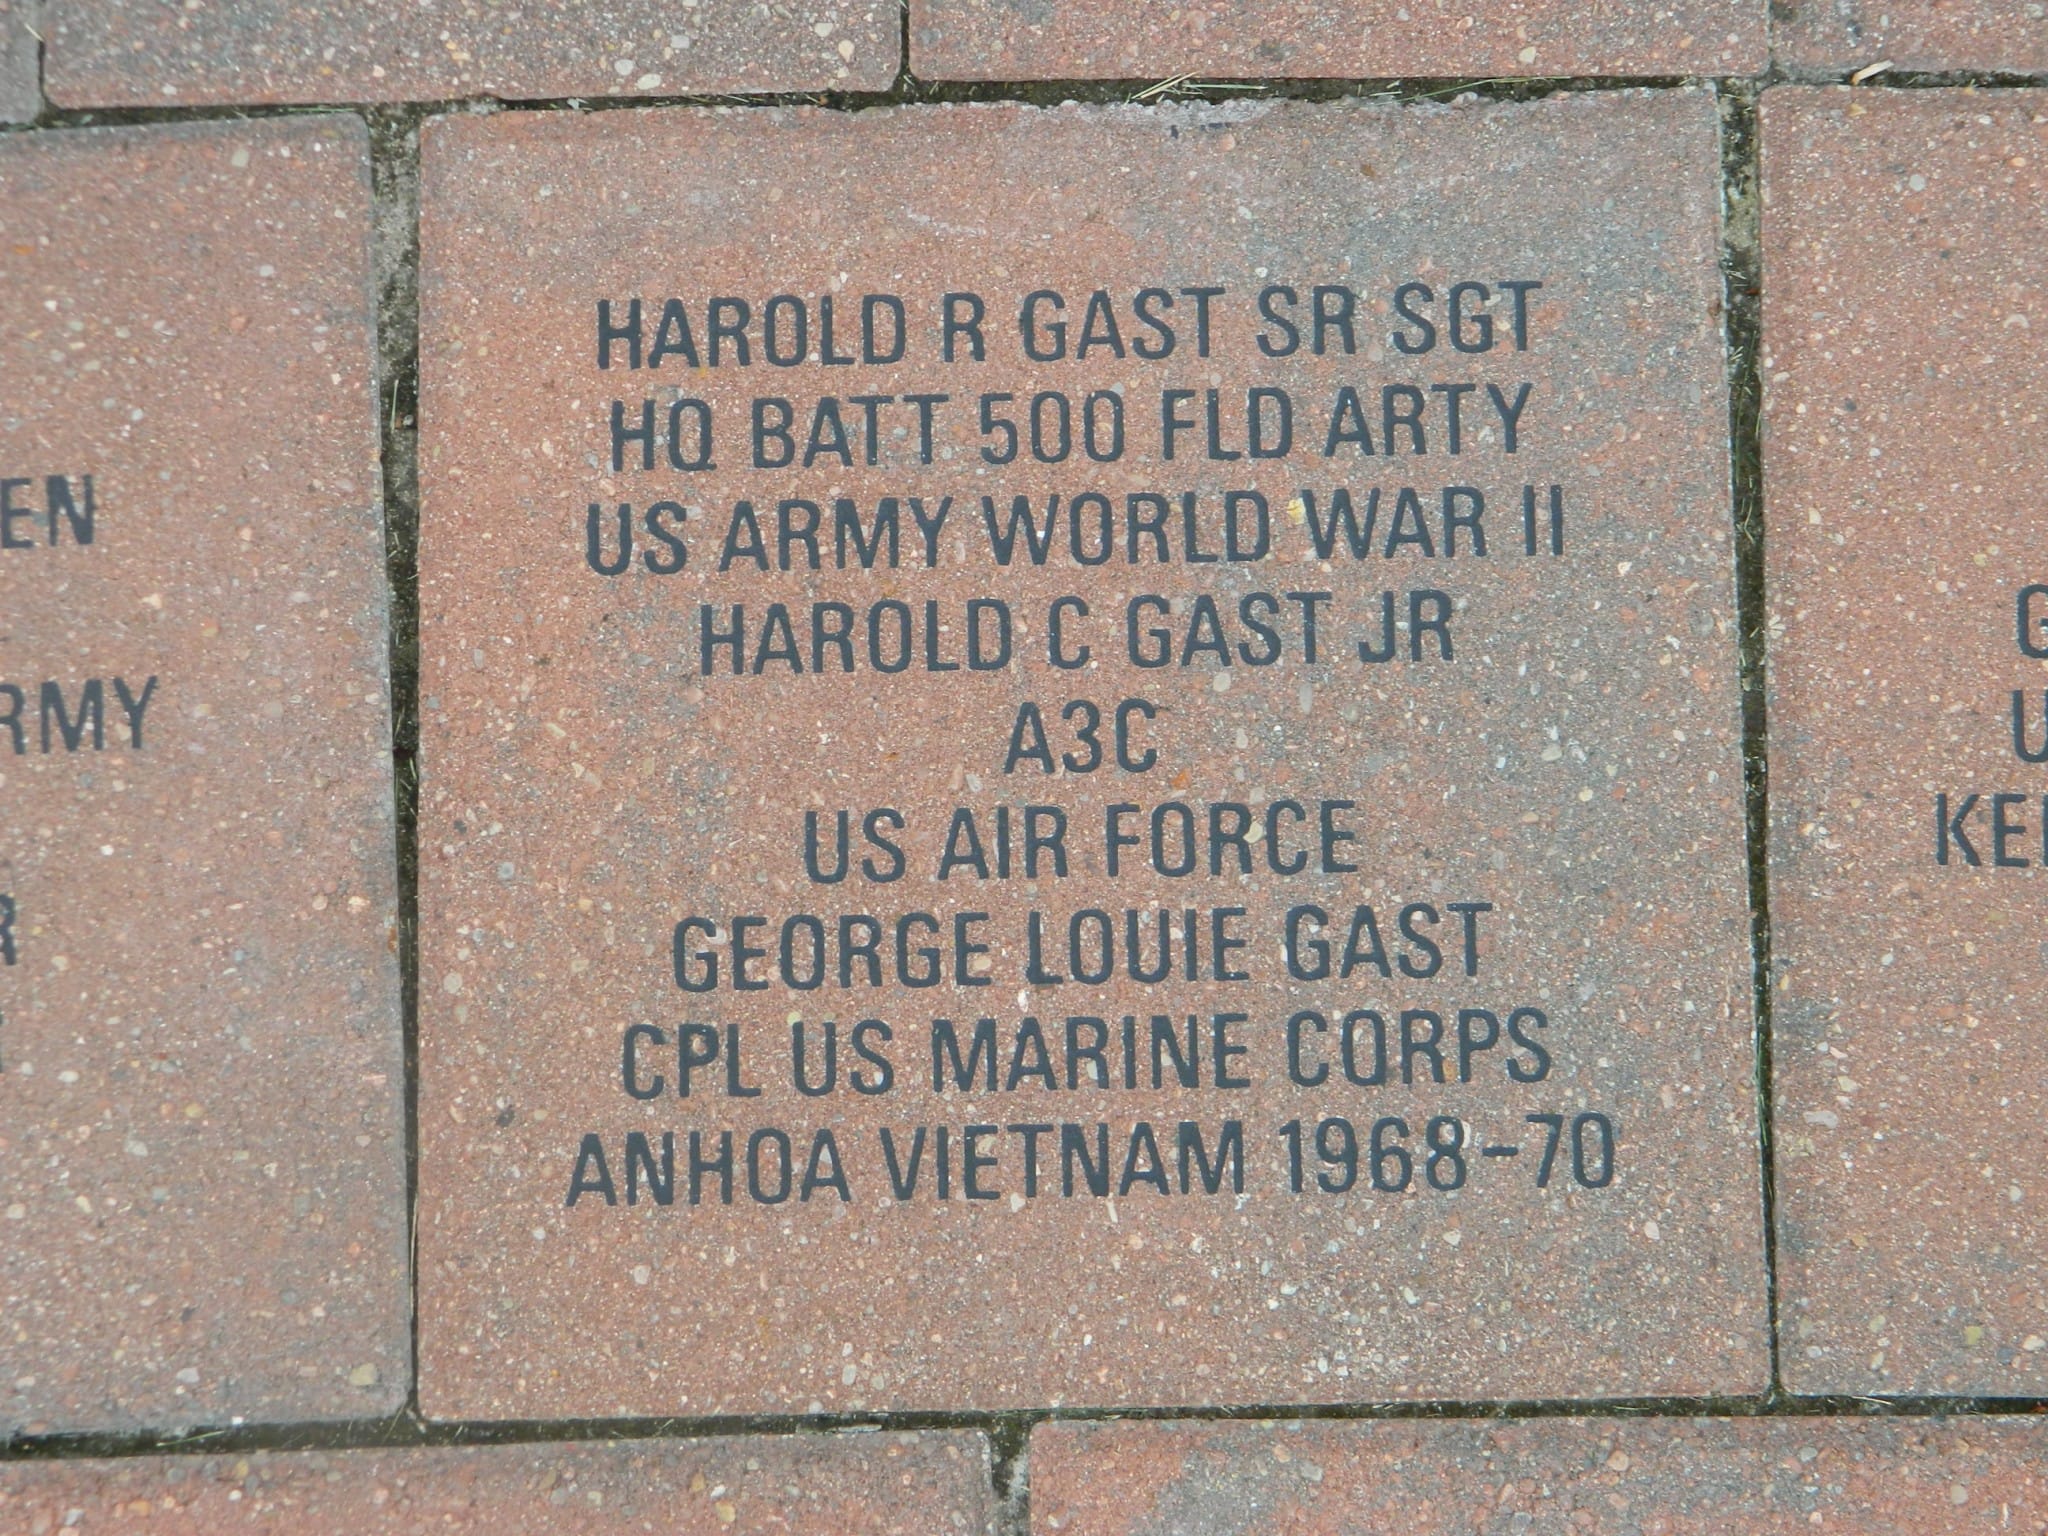 HAROLD R GAST SR SGT
HQ BATT 500 FLD ARTY
US ARMY WORLD WAR II
HAROLD C GAST JR
A3C
US AIR FORCE
GEORGE LOUIE GAST
CPL US MARINE CORPS
ANHOA VIETNAM 1968-70